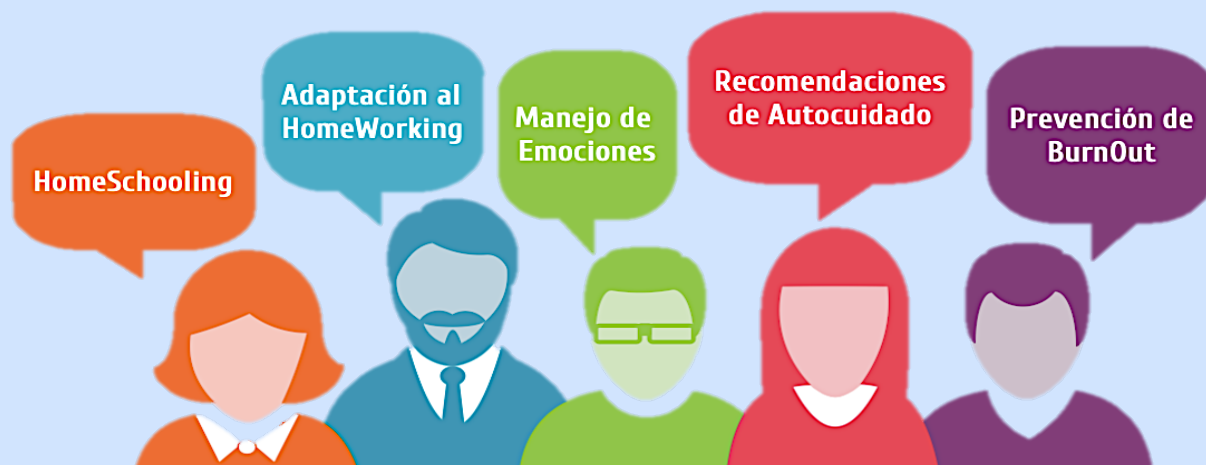 HomeSchooling
Adaptación al
HomeWorking
Manejo de
Emociones
Recomendaciones
de Autocuidado
Prevención de
BurnOut